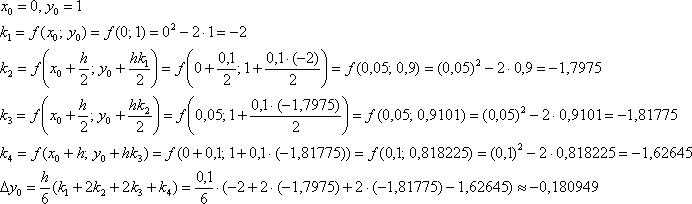 x₀ = 0, y₀ = 1
k₁ = f(x₀; y₀) = f(0; 1) = 0² − 2·1 = −2
k₂ = f(x₀ + h/2; y₀ + hk₁/2) = f(0 + 0,1/2; 1 + 0,1·(−2)/2) = f(0,05; 0,9) = (0,05)² − 2·0,9 = −1,7975
k₃ = f(x₀ + h/2; y₀ + hk₂/2) = f(0,05; 1 + 0,1·(−1,7975)/2) = f(0,05; 0,9101) = (0,05)² − 2·0,9101 = −1,81775
k₄ = f(x₀ + h; y₀ + hk₃) = f(0 + 0,1; 1 + 0,1·(−1,81775)) = f(0,1; 0,818225) = (0,1)² − 2·0,818225 = −1,62645
Δy₀ = h/6(k₁ + 2k₂ + 2k₃ + k₄) = 0,1/6·(−2 + 2·(−1,7975) + 2·(−1,81775) − 1,62645) ≈ −0,180949